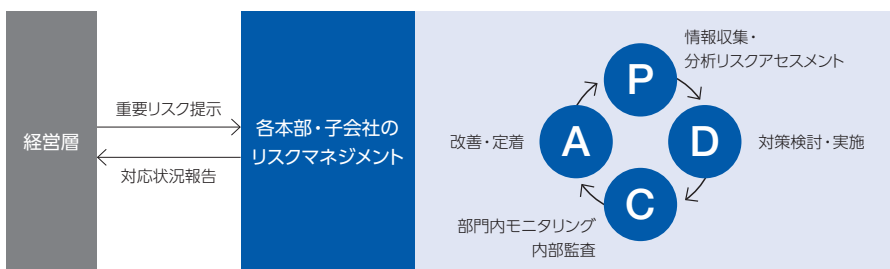 経営層
重要リスク提示
対応状況報告
各本部・子会社の
リスクマネジメント
情報収集・
分析リスクアセスメント
P
改善・定着
A
D
対策検討・実施
C
部門内モニタリング
内部監査